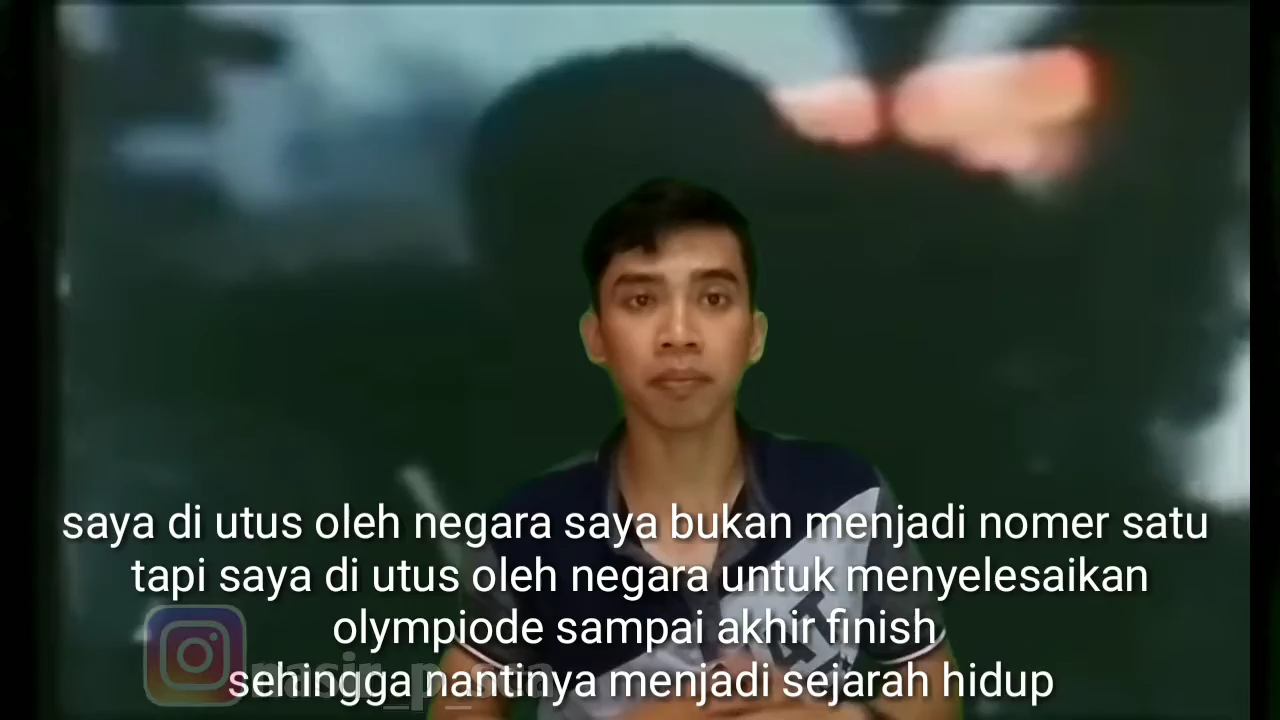 saya di utus oleh negara saya bukan menjadi nomer satu
tapi saya di utus oleh negara untuk menyelesaikan
olympiode sampai akhir finish
sehingga nantinya menjadi sejarah hidup